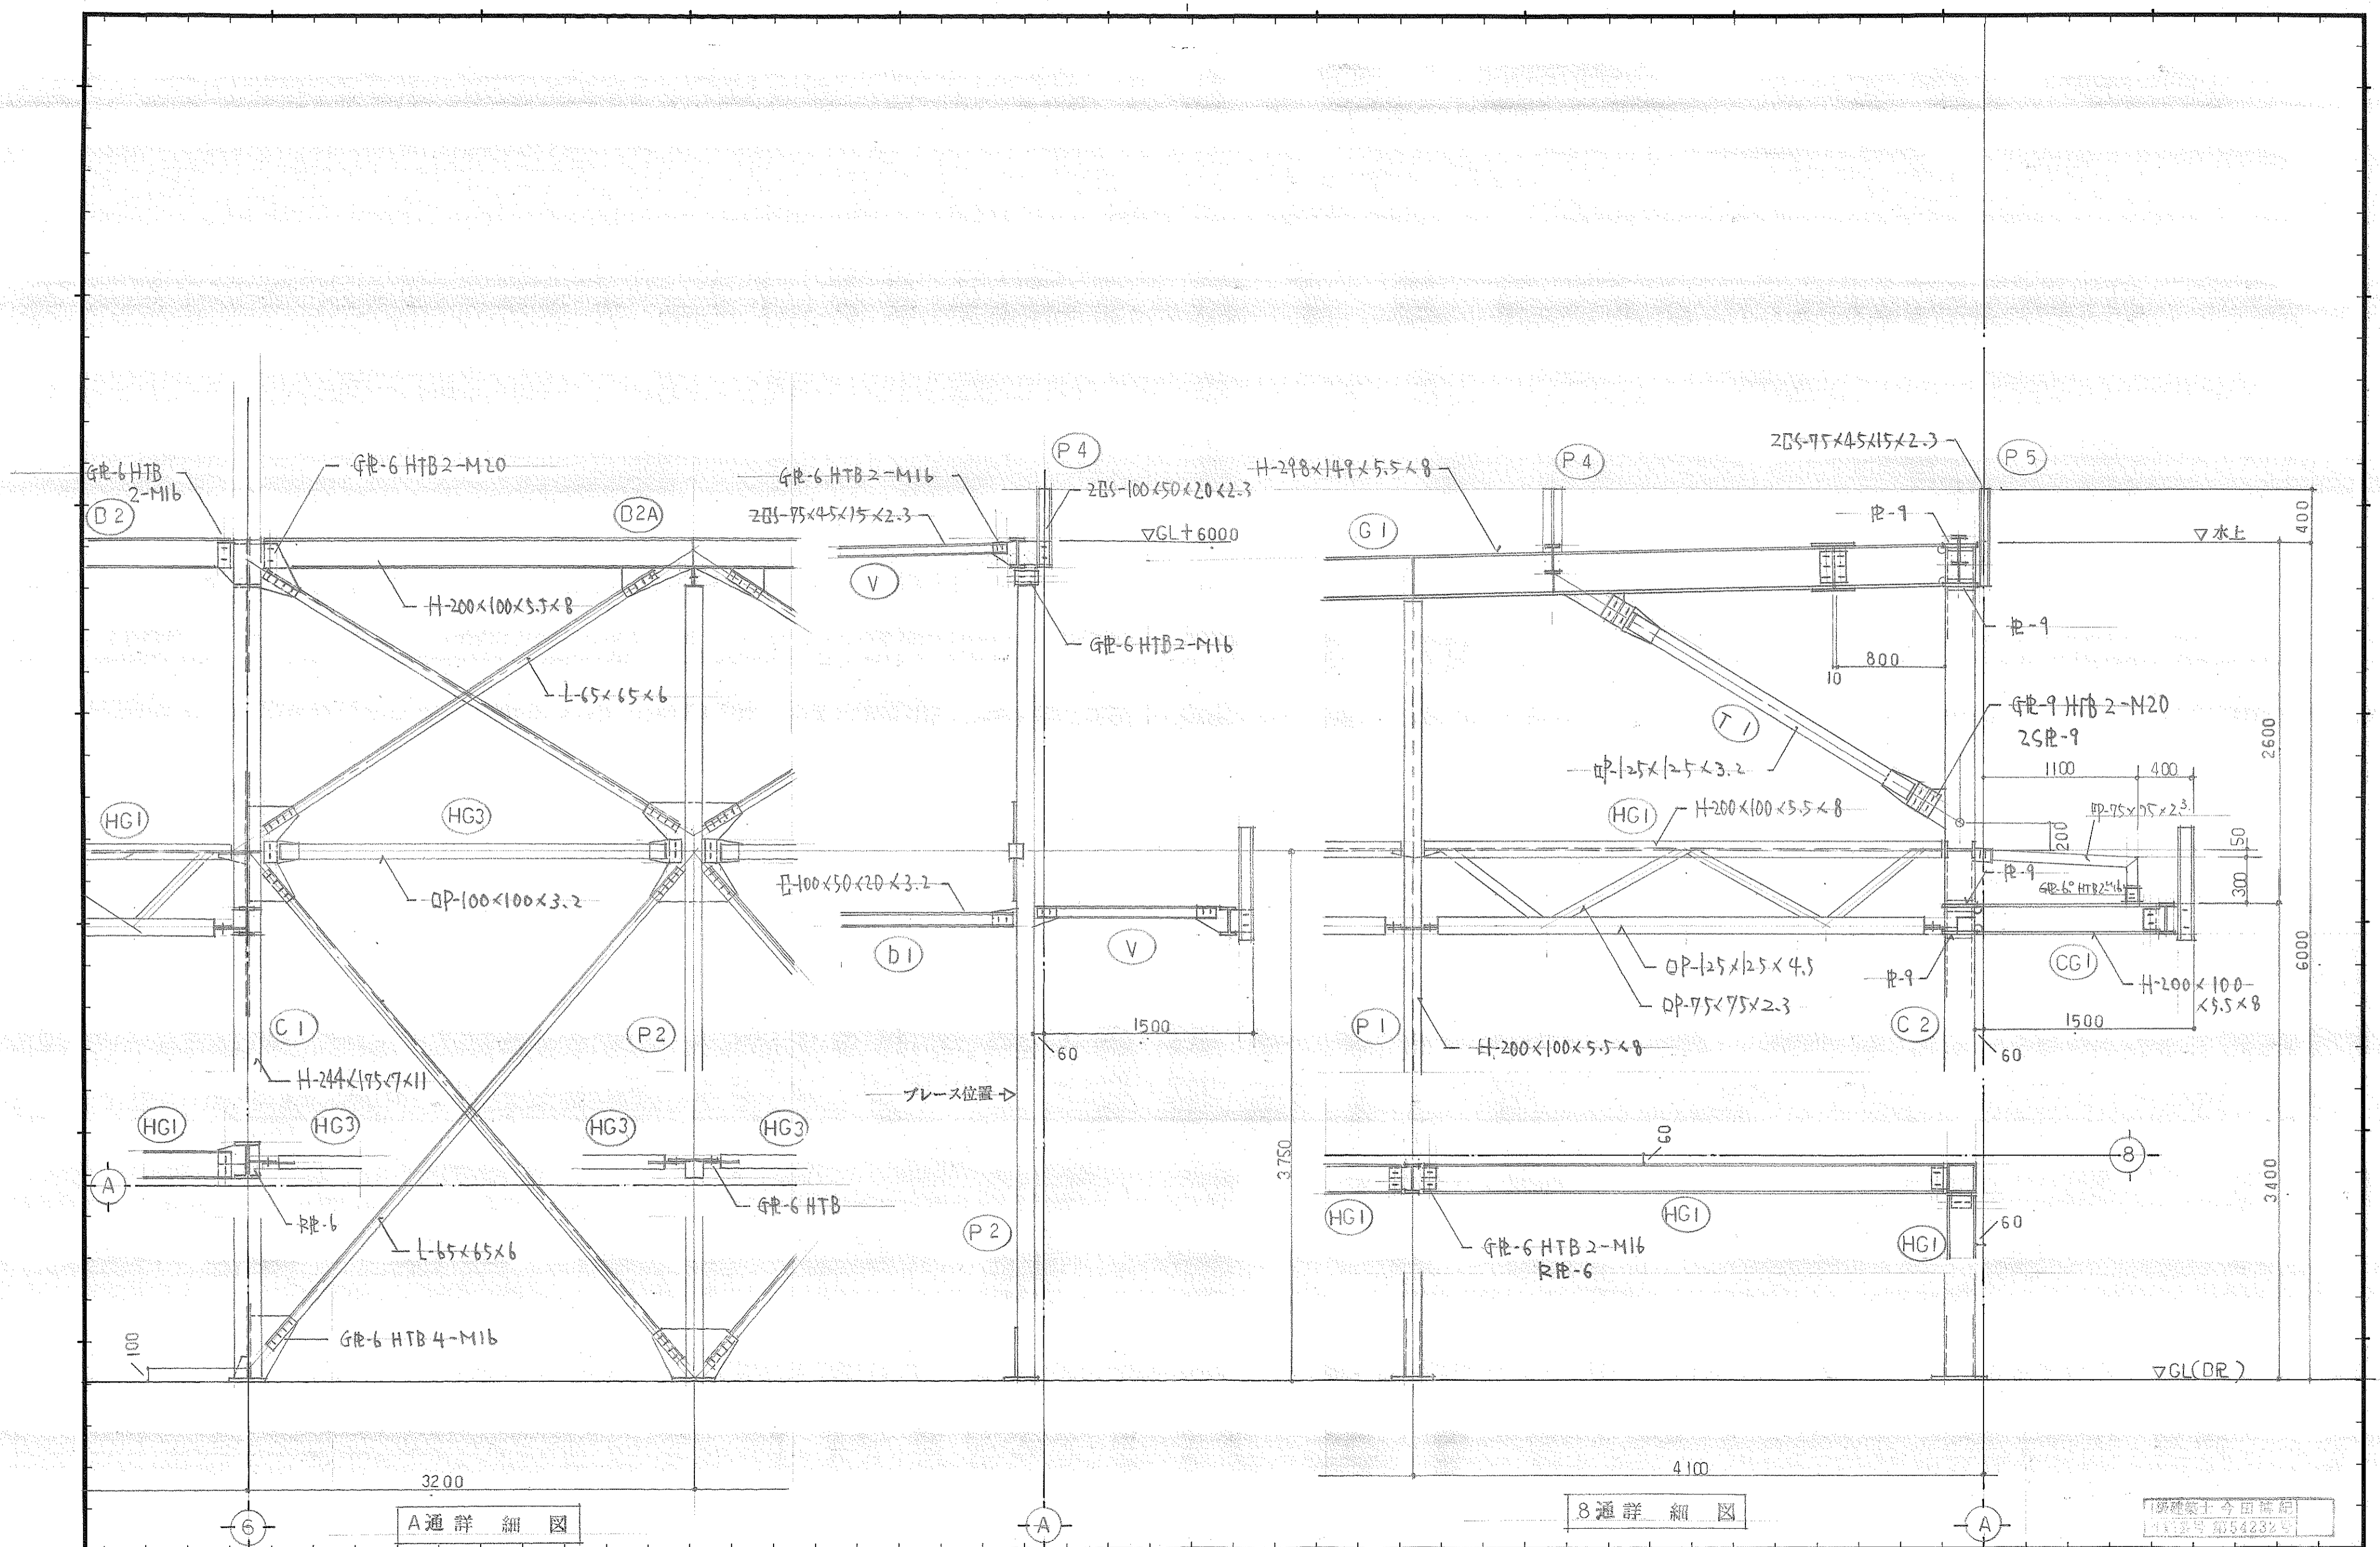 GPL-6 HTB
2-M16
B2
GPL-6 HTB 2-M20
B2A
H-200×100×5.5×8
L-65×65×6
HG1
HG3
□P-100×100×3.2
C1
H-244×175×7×11
P2
HG1
HG3
HG3
HG3
A
RPL-6
GPL-6 HTB
L-65×65×6
GPL-6 HTB 4-M16
100
3200
6
A通詳細図
P4
GPL-6 HTB 2-M16
2Cs-100×50×20×2.3
2Cs-75×45×15×2.3
▽GL+6000
V
GPL-6 HTB2-M16
C-100×50×20×3.2
b1
V
1500
60
ブレース位置
3750
P2
A
H-298×149×5.5×8
P4
2Cs-75×45×15×2.3
P5
G1
PL-9
▽水上
400
PL-9
800
10
T1
GPL-9 HTB 2-M20
2SPL-9
2600
□P-125×125×3.2
1100
400
HG1
H-200×100×5.5×8
□P-75×75×2.3
200
50
PL-9
GPL-6 HTB2-M16
300
□P-125×125×4.5
PL-9
CG1
6000
□P-75×75×2.3
H-200×100
×5.5×8
P1
C2
1500
H-200×100×5.5×8
60
60
8
3400
HG1
HG1
HG1
60
GPL-6 HTB 2-M16
RPL-6
▽GL(BPL)
4100
8通詳細図
A